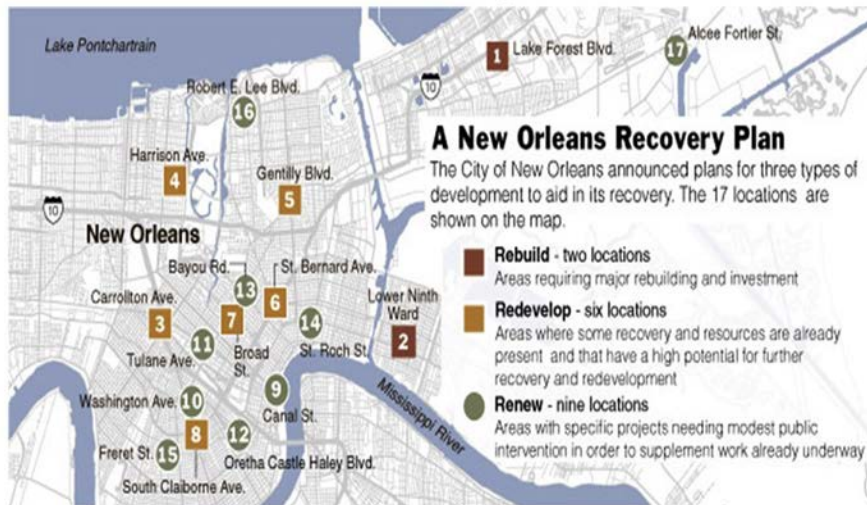 Lake Pontchartrain
1
Lake Forest Blvd.
17
Alcee Fortier St.
10
Robert E. Lee Blvd.
16
Harrison Ave.
4
Gentilly Blvd.
5
10
New Orleans
Bayou Rd.
13
St. Bernard Ave.
6
Carrollton Ave.
3
7
Broad
St.
14
St. Roch St.
Lower Ninth
Ward
2
11
Tulane Ave.
Washington Ave.
10
9
Canal St.
Mississippi River
8
12
Oretha Castle Haley Blvd.
Freret St.
15
South Claiborne Ave.
A New Orleans Recovery Plan
The City of New Orleans announced plans for three types of
development to aid in its recovery. The 17 locations are
shown on the map.
Rebuild - two locations
Areas requiring major rebuilding and investment
Redevelop - six locations
Areas where some recovery and resources are already
present and that have a high potential for further
recovery and redevelopment
Renew - nine locations
Areas with specific projects needing modest public
intervention in order to supplement work already underway